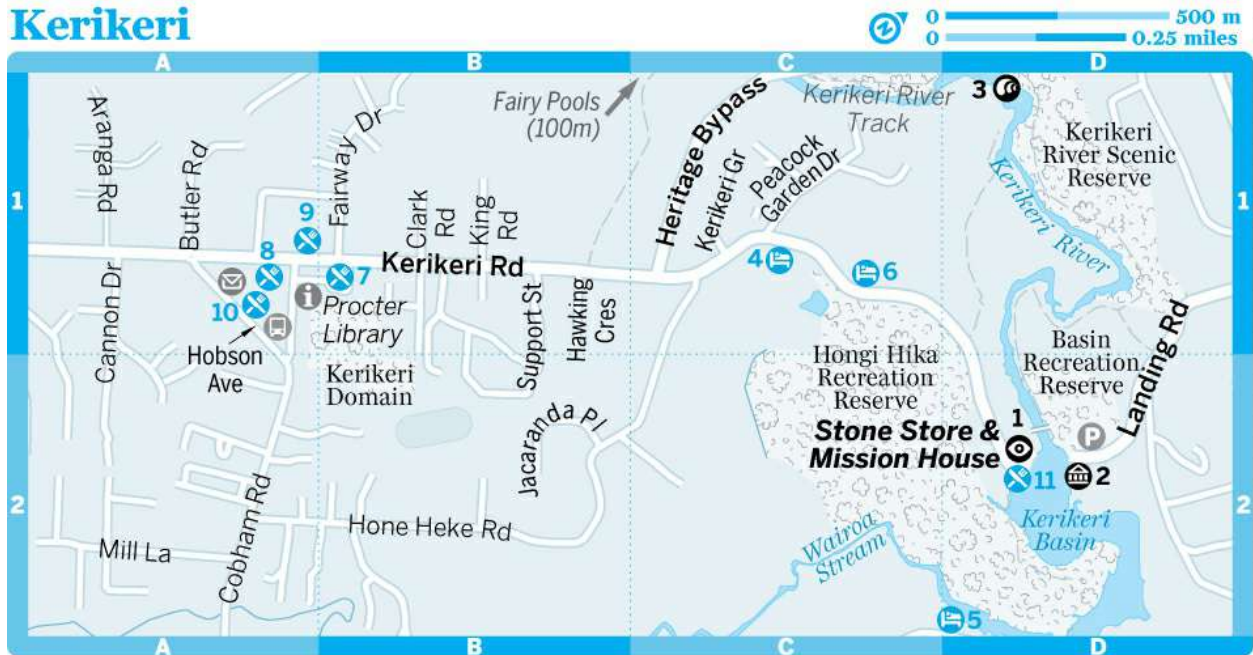 Kerikeri
N
0 500 m
0 0.25 miles
A B C D
1
Aranga Rd
Butler Rd
Fairway Dr
Fairy Pools
(100m)
Heritage Bypass
Kerikeri Gr
Peacock
Garden Dr
Kerikeri River
Track
3
Kerikeri
River Scenic
Reserve
Kerikeri River
1
9
8
7
10
Clark
Rd
King
Rd
Kerikeri Rd
4
6
i
Procter
Library
Cannon Dr
Hobson
Ave
Kerikeri
Domain
Support St
Hawking
Cres
Hongi Hika
Recreation
Reserve
Basin
Recreation
Reserve
Landing Rd
P
Jacaranda Pl
Stone Store &
Mission House
1
11
2
2
Mill La
Cobham Rd
Hone Heke Rd
Wairoa
Stream
Kerikeri
Basin
2
5
A B C D